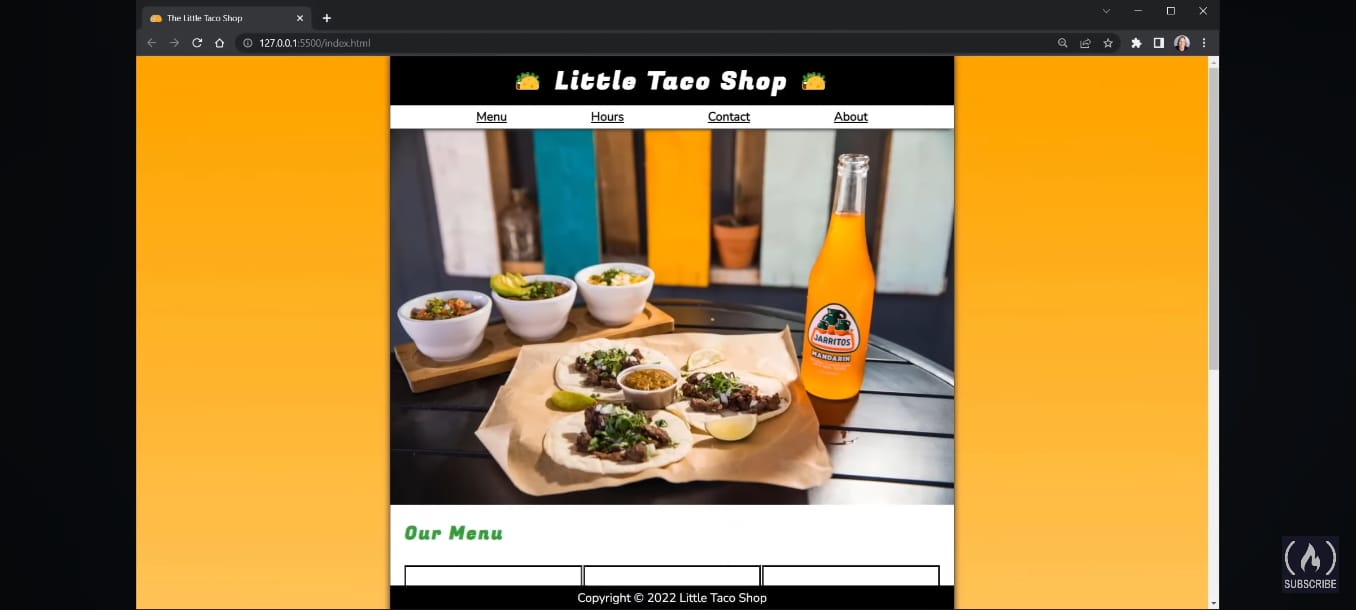 The Little Taco Shop
127.0.0.1:5500/index.html
Little Taco Shop
Menu Hours Contact About
JARRITOS
MANDARIN
Our Menu
Copyright © 2022 Little Taco Shop
SUBSCRIBE